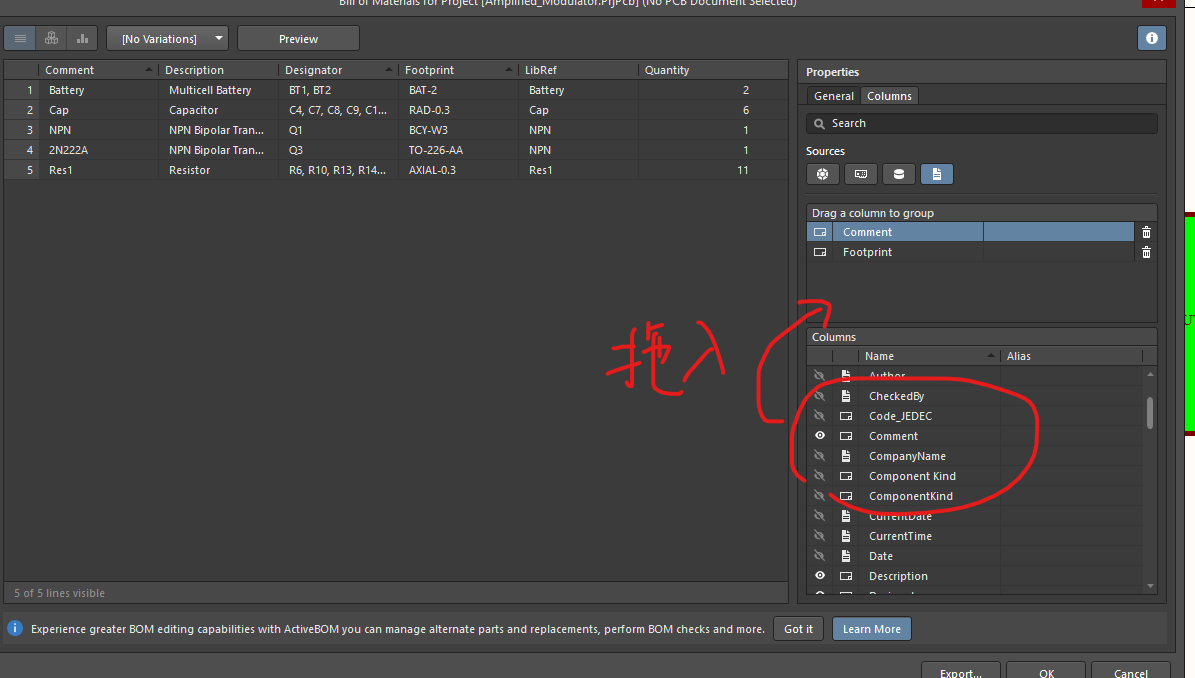 Bill of Materials for Project [Amplified_Modulator.PrjPcb] (No PCB Document Selected)
[No Variations]
Preview
Comment Description Designator Footprint LibRef Quantity
1 Battery Multicell Battery BT1, BT2 BAT-2 Battery 2
2 Cap Capacitor C4, C7, C8, C9, C1... RAD-0.3 Cap 6
3 NPN NPN Bipolar Tran... Q1 BCY-W3 NPN 1
4 2N222A NPN Bipolar Tran... Q3 TO-226-AA NPN 1
5 Res1 Resistor R6, R10, R13, R14... AXIAL-0.3 Res1 11
5 of 5 lines visible
Properties
General Columns
Search
Sources
Drag a column to group
Comment
Footprint
拖入
Columns
Name Alias
Author
CheckedBy
Code_JEDEC
Comment
CompanyName
Component Kind
ComponentKind
CurrentDate
CurrentTime
Date
Description
Experience greater BOM editing capabilities with ActiveBOM you can manage alternate parts and replacements, perform BOM checks and more.
Got it
Learn More
Export...
OK
Cancel